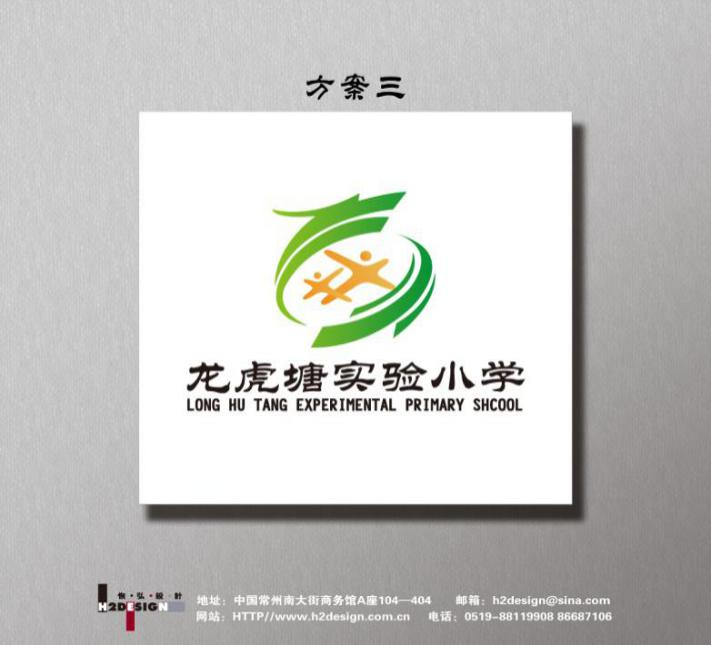 方案三
龙虎塘实验小学
LONG HU TANG EXPERIMENTAL PRIMARY SHCOOL
恢·弘·設·計
H2DESIGN
地址：中国常州南大街商务馆A座104—404 邮箱：h2design@sina.com
网站：HTTP//www.h2design.com.cn 电话：0519-88119908 86687106